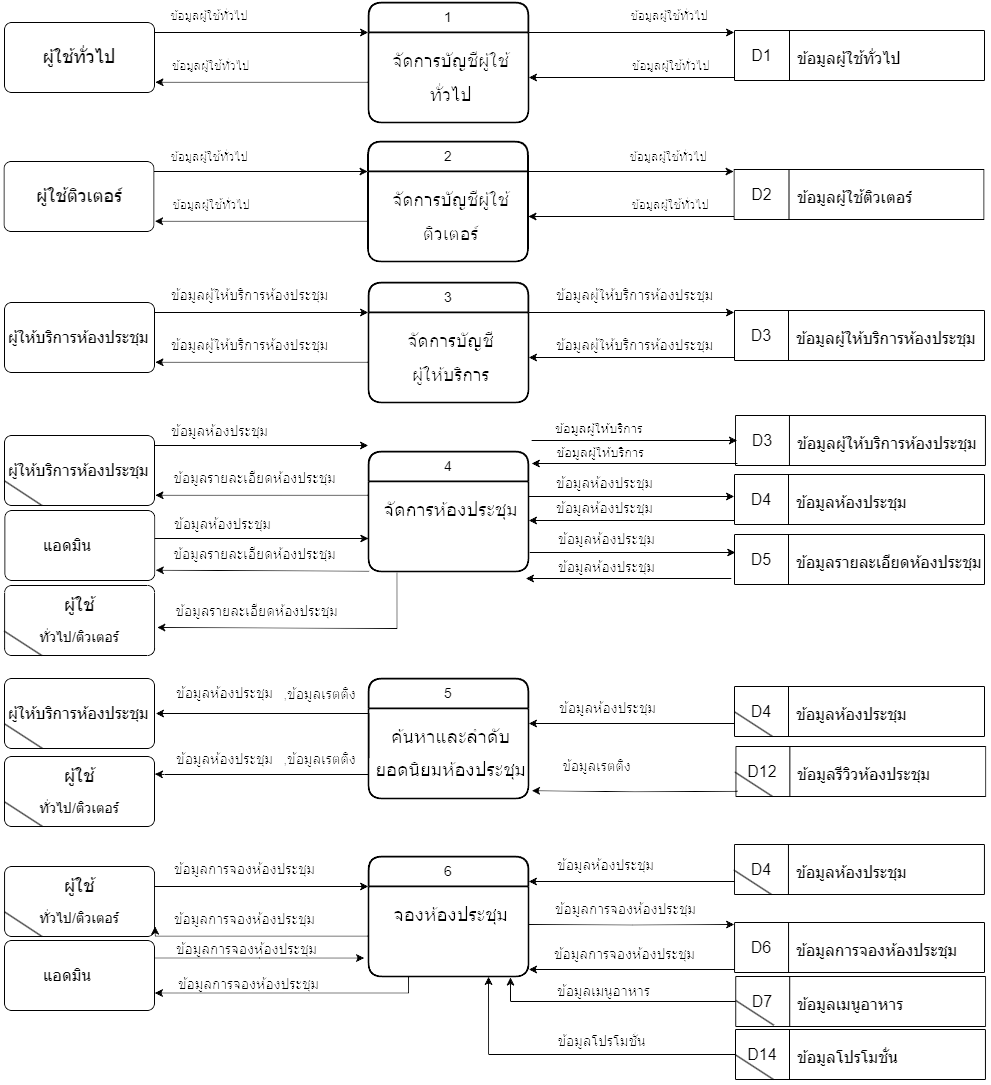 ข้อมูลผู้ใช้ทั่วไป
1
ข้อมูลผู้ใช้ทั่วไป
ผู้ใช้ทั่วไป
ข้อมูลผู้ใช้ทั่วไป
จัดการบัญชีผู้ใช้
ทั่วไป
ข้อมูลผู้ใช้ทั่วไป
D1
ข้อมูลผู้ใช้ทั่วไป
ข้อมูลผู้ใช้ทั่วไป
2
ข้อมูลผู้ใช้ทั่วไป
ผู้ใช้ติวเตอร์
ข้อมูลผู้ใช้ทั่วไป
จัดการบัญชีผู้ใช้
ติวเตอร์
ข้อมูลผู้ใช้ทั่วไป
D2
ข้อมูลผู้ใช้ติวเตอร์
ข้อมูลผู้ให้บริการห้องประชุม
3
ข้อมูลผู้ให้บริการห้องประชุม
ผู้ให้บริการห้องประชุม
ข้อมูลผู้ให้บริการห้องประชุม
จัดการบัญชี
ผู้ให้บริการ
ข้อมูลผู้ให้บริการห้องประชุม
D3
ข้อมูลผู้ให้บริการห้องประชุม
ข้อมูลห้องประชุม
ผู้ให้บริการห้องประชุม
ข้อมูลรายละเอียดห้องประชุม
แอดมิน
ข้อมูลห้องประชุม
ข้อมูลรายละเอียดห้องประชุม
ผู้ใช้
ทั่วไป/ติวเตอร์
ข้อมูลรายละเอียดห้องประชุม
4
จัดการห้องประชุม
ข้อมูลผู้ให้บริการ
ข้อมูลผู้ให้บริการ
D3
ข้อมูลผู้ให้บริการห้องประชุม
ข้อมูลห้องประชุม
ข้อมูลห้องประชุม
D4
ข้อมูลห้องประชุม
ข้อมูลห้องประชุม
ข้อมูลห้องประชุม
D5
ข้อมูลรายละเอียดห้องประชุม
ผู้ให้บริการห้องประชุม
ข้อมูลห้องประชุม ,ข้อมูลเรตติ้ง
ผู้ใช้
ทั่วไป/ติวเตอร์
ข้อมูลห้องประชุม ,ข้อมูลเรตติ้ง
5
ค้นหาและลำดับ
ยอดนิยมห้องประชุม
ข้อมูลห้องประชุม
D4
ข้อมูลห้องประชุม
ข้อมูลเรตติ้ง
D12
ข้อมูลรีวิวห้องประชุม
ผู้ใช้
ทั่วไป/ติวเตอร์
ข้อมูลการจองห้องประชุม
ข้อมูลการจองห้องประชุม
แอดมิน
ข้อมูลการจองห้องประชุม
ข้อมูลการจองห้องประชุม
6
จองห้องประชุม
ข้อมูลห้องประชุม
D4
ข้อมูลห้องประชุม
ข้อมูลการจองห้องประชุม
ข้อมูลการจองห้องประชุม
D6
ข้อมูลการจองห้องประชุม
ข้อมูลเมนูอาหาร
D7
ข้อมูลเมนูอาหาร
ข้อมูลโปรโมชั่น
D14
ข้อมูลโปรโมชั่น